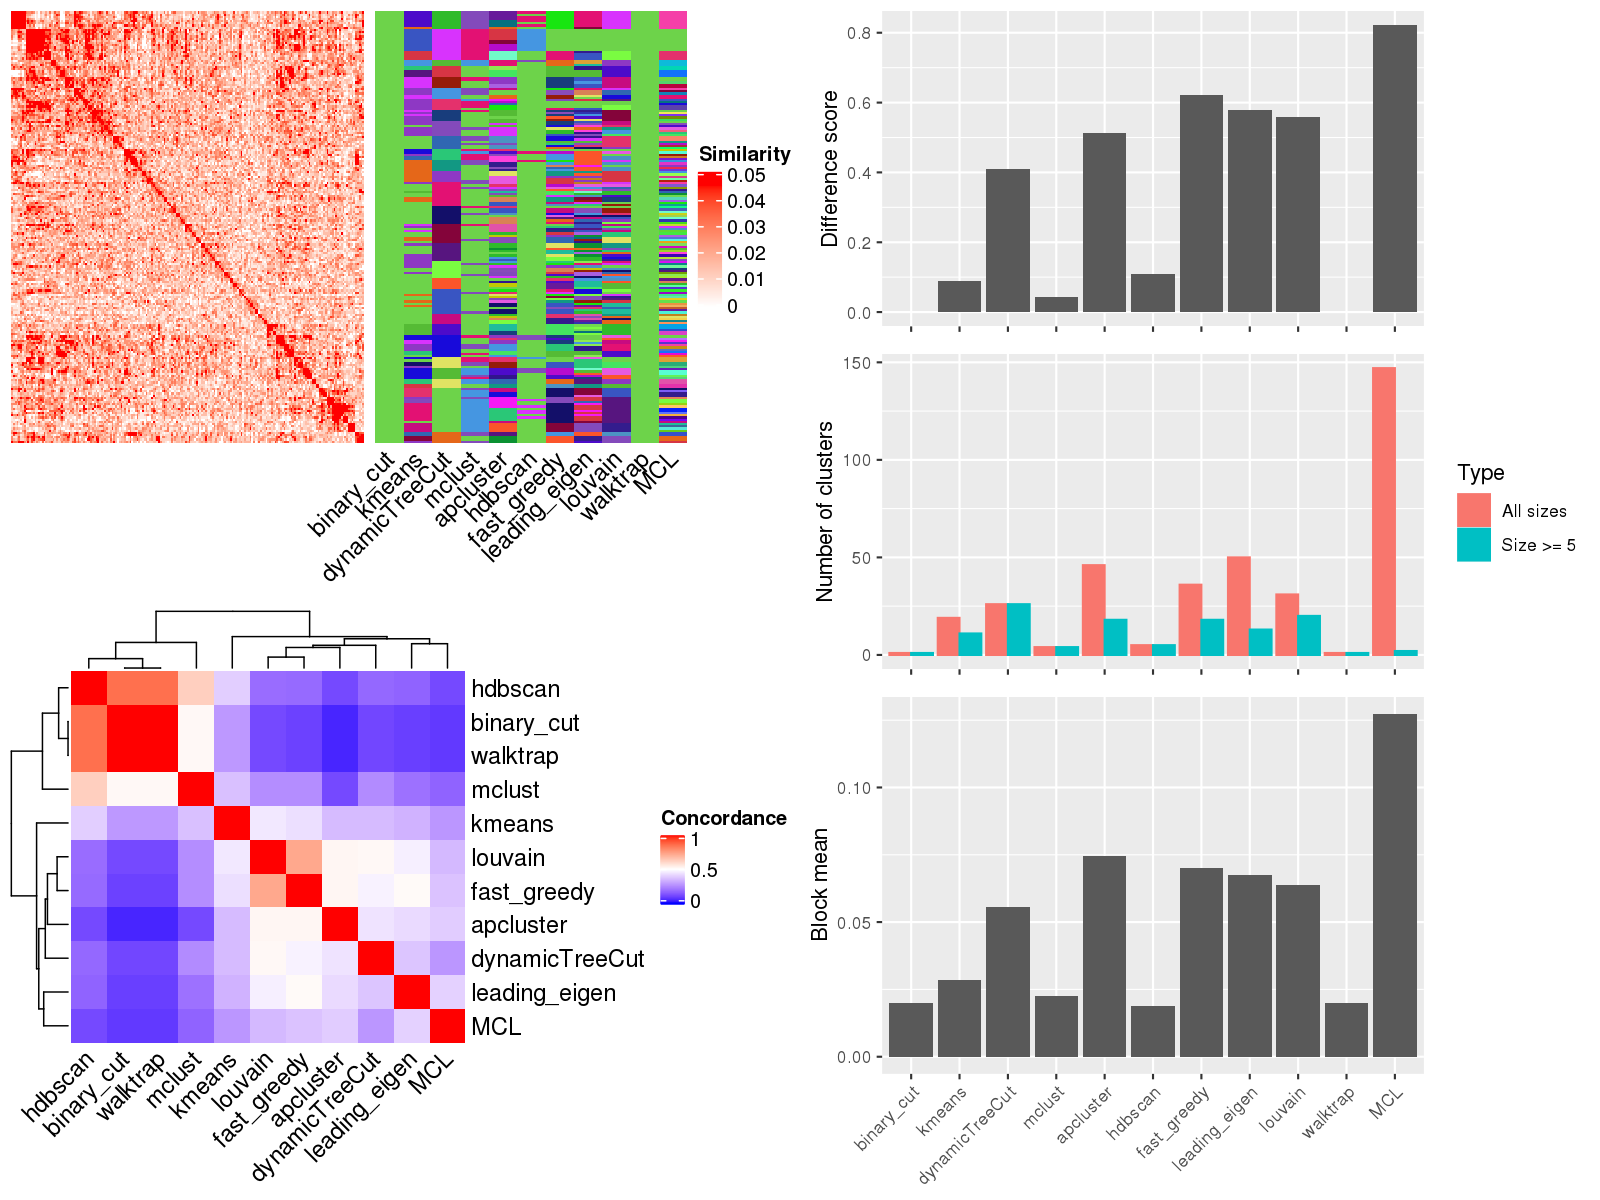 Similarity
0.05
0.04
0.03
0.02
0.01
0
binary_cut
kmeans
dynamicTreeCut
mclust
apcluster
hdbscan
fast_greedy
leading_eigen
louvain
walktrap
MCL
hdbscan
binary_cut
walktrap
mclust
kmeans
louvain
fast_greedy
apcluster
dynamicTreeCut
leading_eigen
MCL
hdbscan
binary_cut
walktrap
mclust
kmeans
louvain
fast_greedy
apcluster
dynamicTreeCut
leading_eigen
MCL
Concordance
1
0.5
0
Difference score
0.8
0.6
0.4
0.2
0.0
Number of clusters
150
100
50
0
Type
All sizes
Size >= 5
Block mean
0.10
0.05
0.00
binary_cut
kmeans
dynamicTreeCut
mclust
apcluster
hdbscan
fast_greedy
leading_eigen
louvain
walktrap
MCL